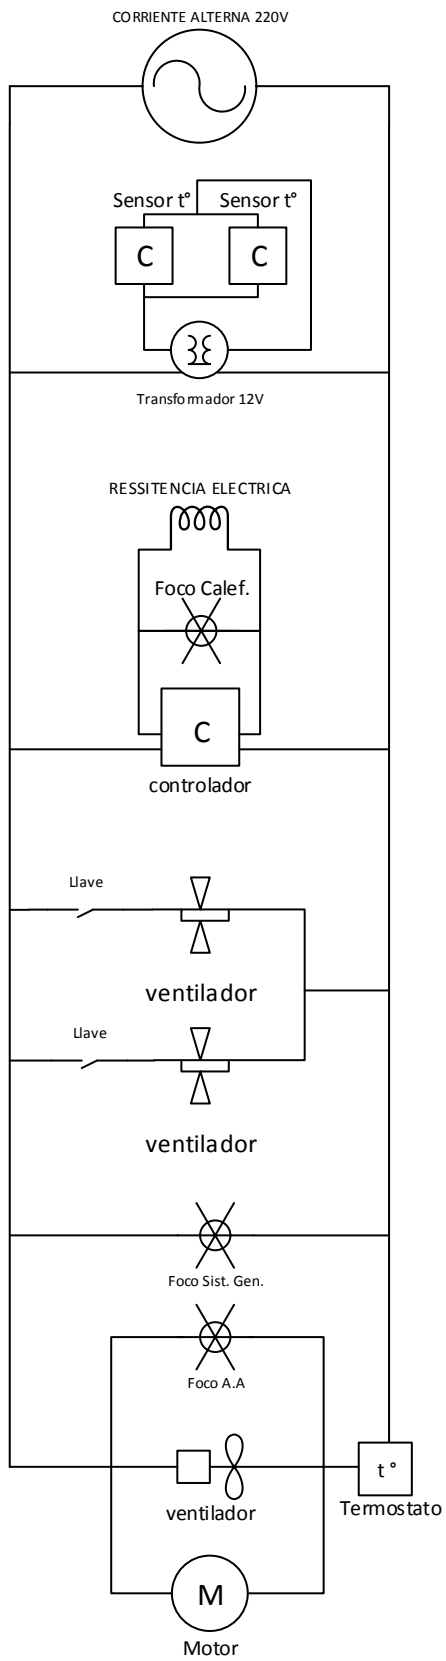 CORRIENTE ALTERNA 220V
Sensor t° Sensor t°
C C
Transformador 12V
RESSITENCIA ELECTRICA
Foco Calef.
C
controlador
Llave
ventilador
Llave
ventilador
Foco Sist. Gen.
Foco A.A
t°
ventilador
Termostato
M
Motor